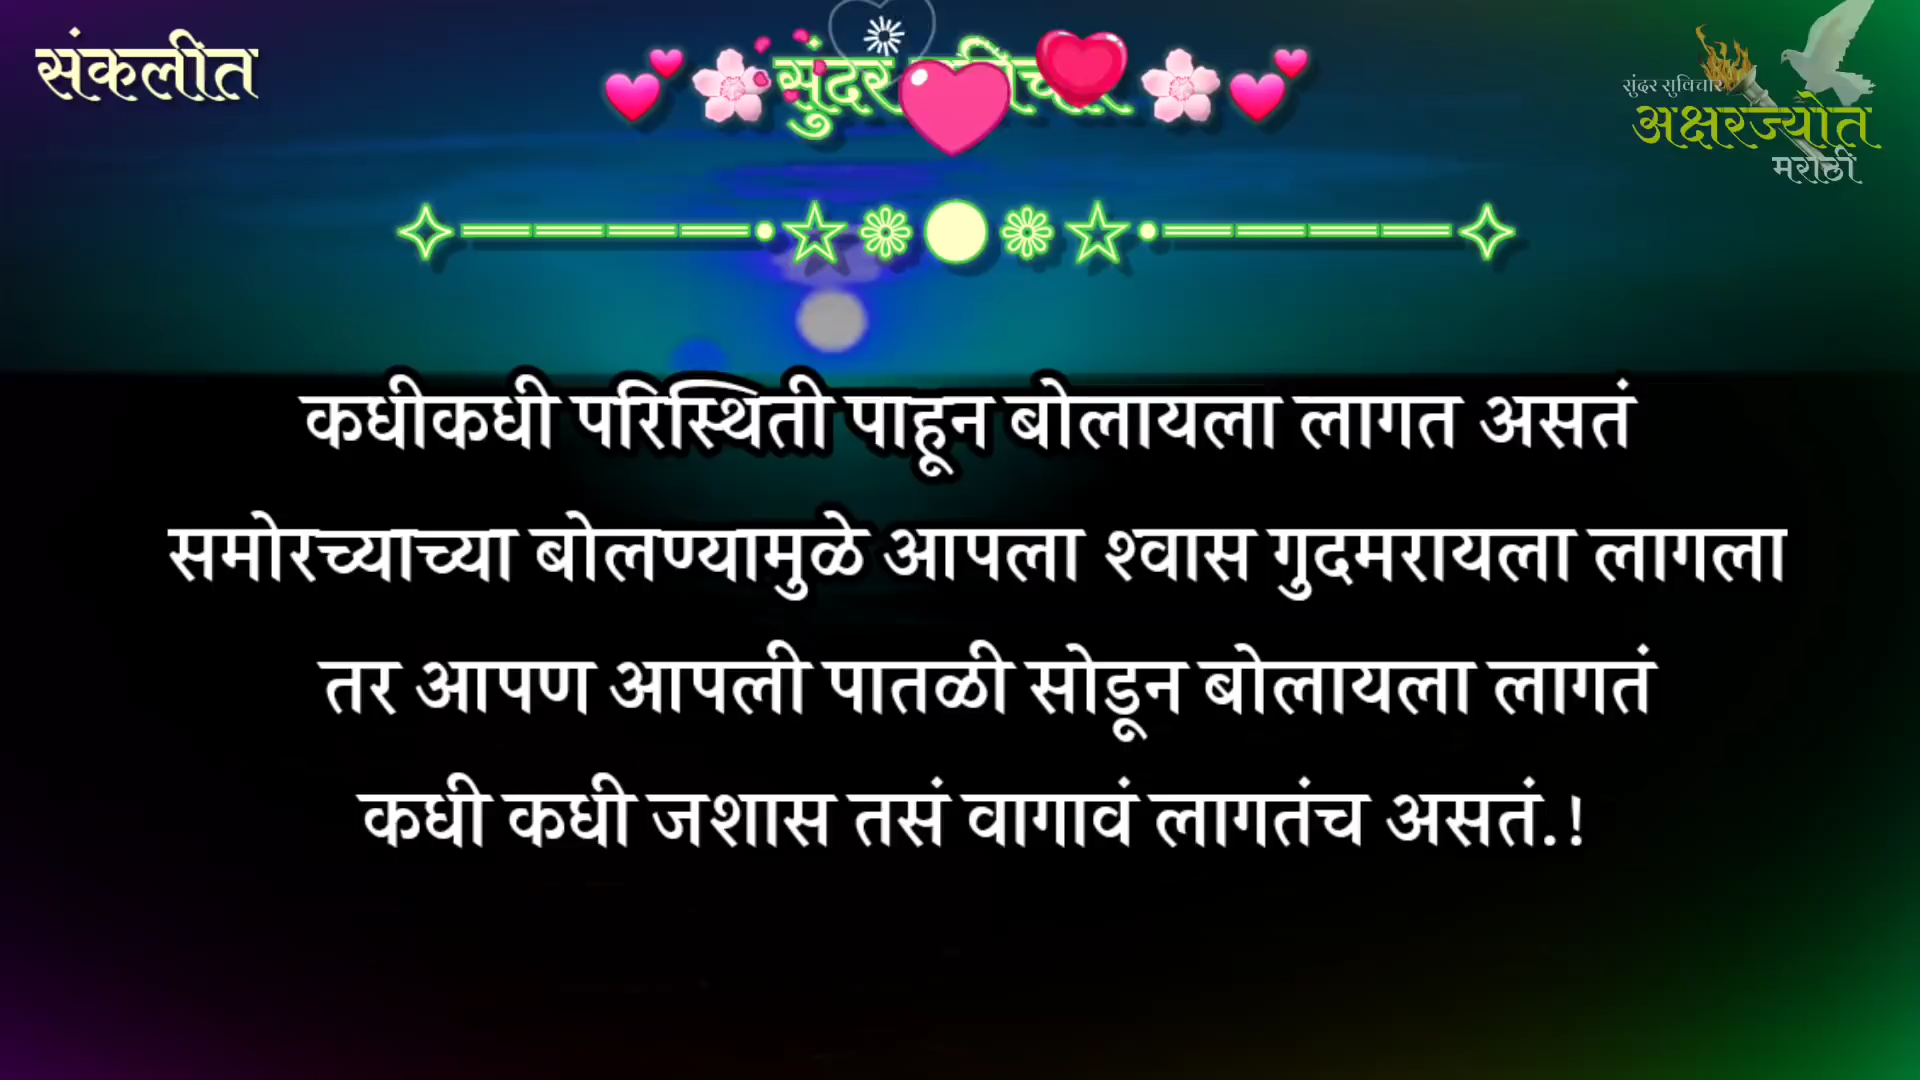 संकलीत
सुंदर
सुंदर सुविचार
अक्षरज्योत
मराठी
कधीकधी परिस्थिती पाहून बोलायला लागत असतं
समोरच्याच्या बोलण्यामुळे आपला श्वास गुदमरायला लागला
तर आपण आपली पातळी सोडून बोलायला लागतं
कधी कधी जशास तसं वागावं लागतंच असतं.!